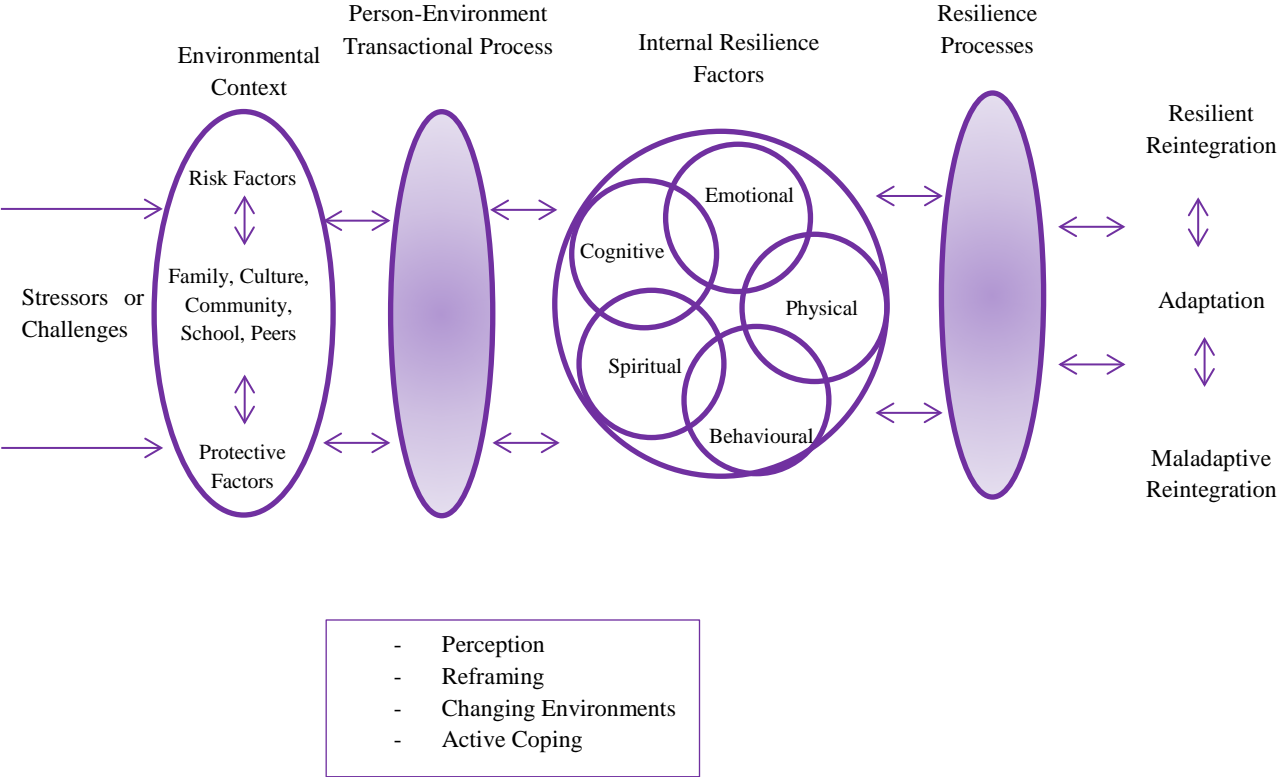 Person-Environment
Transactional Process
Resilience
Processes
Internal Resilience
Factors
Environmental
Context
Resilient
Reintegration
Risk Factors
Emotional
Cognitive
Family, Culture,
Community,
School, Peers
Stressors or
Challenges
Physical
Adaptation
Spiritual
Behavioural
Protective
Factors
Maladaptive
Reintegration
- Perception
- Reframing
- Changing Environments
- Active Coping